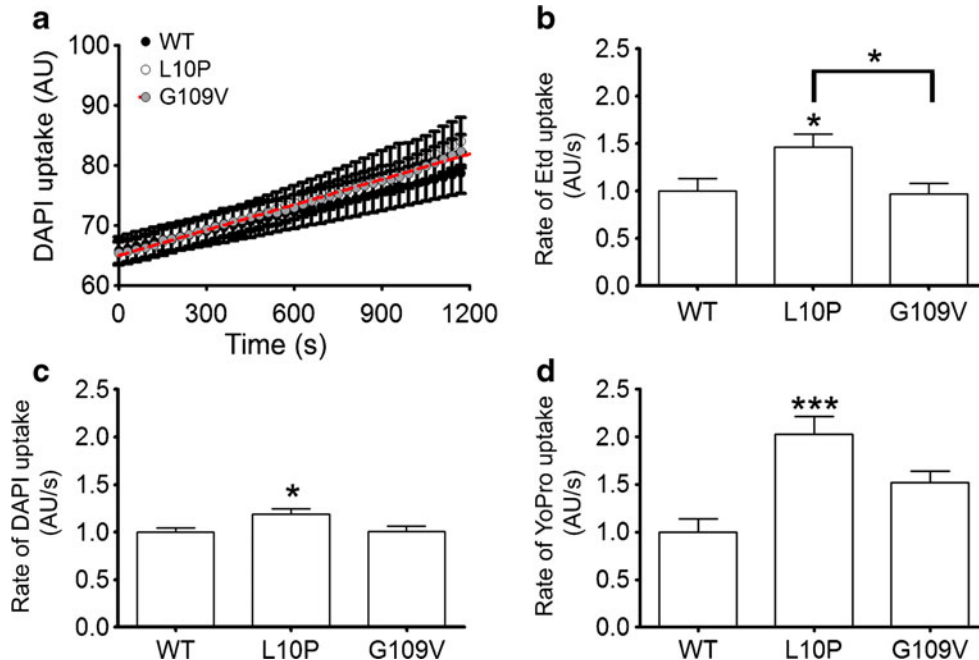 a
100
90
80
70
60
DAPI uptake (AU)
WT
L10P
G109V
0 300 600 900 1200
Time (s)
b
2.5
2.0
1.5
1.0
0.5
0.0
Rate of Etd uptake
(AU/s)
*
*
WT L10P G109V
c
2.5
2.0
1.5
1.0
0.5
0.0
Rate of DAPI uptake
(AU/s)
*
WT L10P G109V
d
2.5
2.0
1.5
1.0
0.5
0.0
Rate of YoPro uptake
(AU/s)
***
WT L10P G109V